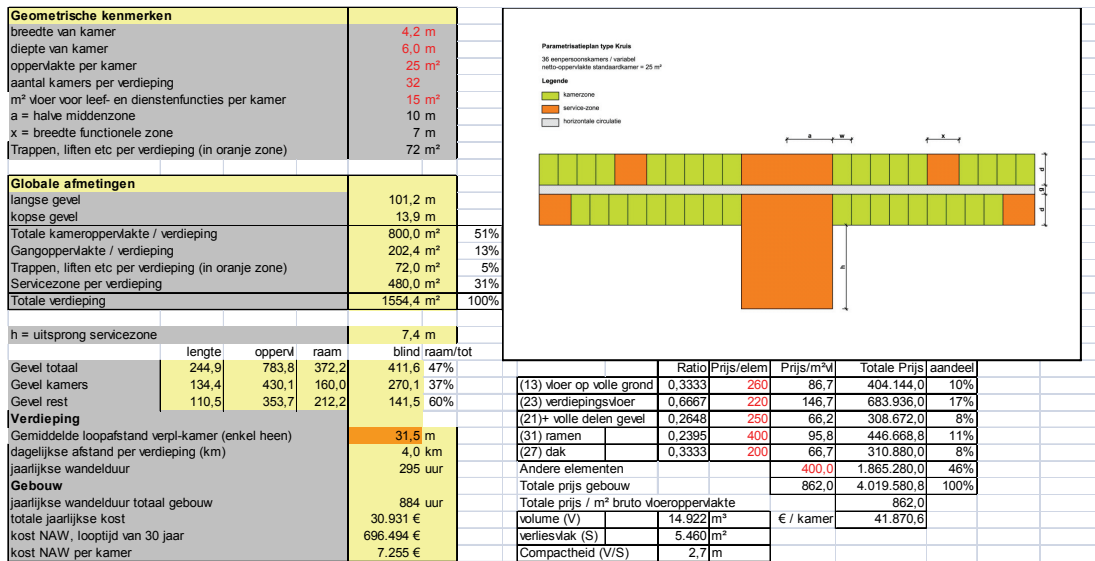 Geometrische kenmerken
breedte van kamer 4,2 m
diepte van kamer 6,0 m
oppervlakte per kamer 25 m²
aantal kamers per verdieping 32
m² vloer voor leef- en dienstenfuncties per kamer 15 m²
a = halve middenzone 10 m
x = breedte functionele zone 7 m
Trappen, liften etc per verdieping (in oranje zone) 72 m²
Globale afmetingen
langse gevel 101,2 m
kopse gevel 13,9 m
Totale kameroppervlakte / verdieping 800,0 m² 51%
Gangoppervlakte / verdieping 202,4 m² 13%
Trappen, liften etc per verdieping (in oranje zone) 72,0 m² 5%
Servicezone per verdieping 480,0 m² 31%
Totale verdieping 1554,4 m² 100%
h = uitsprong servicezone 7,4 m
lengte oppervl raam blind raam/tot
Gevel totaal 244,9 783,8 372,2 411,6 47%
Gevel kamers 134,4 430,1 160,0 270,1 37%
Gevel rest 110,5 353,7 212,2 141,5 60%
Verdieping
Gemiddelde loopafstand verpl-kamer (enkel heen) 31,5 m
dagelijkse afstand per verdieping (km) 4,0 km
jaarlijkse wandelduur 295 uur
Gebouw
jaarlijkse wandelduur totaal gebouw 884 uur
totale jaarlijkse kost 30.931 €
kost NAW, looptijd van 30 jaar 696.494 €
kost NAW per kamer 7.255 €
Parametrisatieplan type Kruis
36 eenpersoonskamers / variabel
netto-oppervlakte standaardkamer = 25 m²
Legende
kamerzone
service-zone
horizontale circulatie
a w x
d
g
d
h
Ratio Prijs/elem Prijs/m²vl Totale Prijs aandeel
(13) vloer op volle grond 0,3333 260 86,7 404.144,0 10%
(23) verdiepingsvloer 0,6667 220 146,7 683.936,0 17%
(21)+ volle delen gevel 0,2648 250 66,2 308.672,0 8%
(31) ramen 0,2395 400 95,8 446.668,8 11%
(27) dak 0,3333 200 66,7 310.880,0 8%
Andere elementen 400,0 1.865.280,0 46%
Totale prijs gebouw 862,0 4.019.580,8 100%
Totale prijs / m² bruto vloeroppervlakte 862,0
volume (V) 14.922 m³ € / kamer 41.870,6
verliesvlak (S) 5.460 m²
Compactheid (V/S) 2,7 m